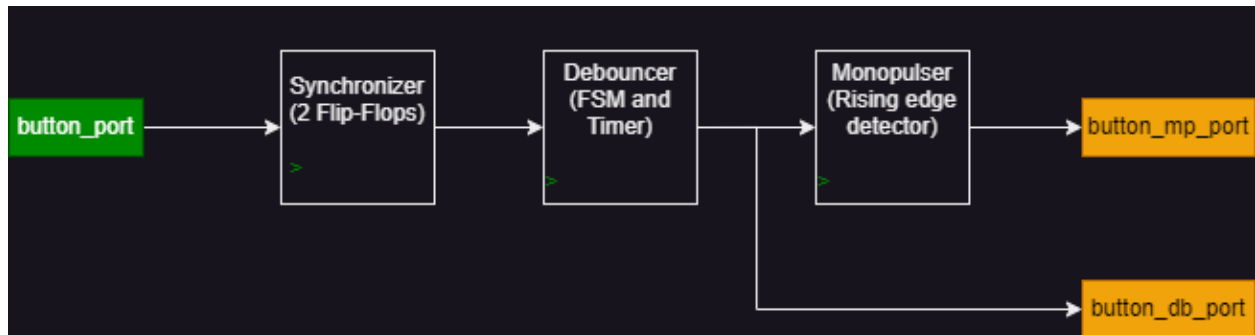 button_port
Synchronizer
(2 Flip-Flops)
>
Debouncer
(FSM and
Timer)
>
Monopulser
(Rising edge
detector)
>
button_mp_port
button_db_port